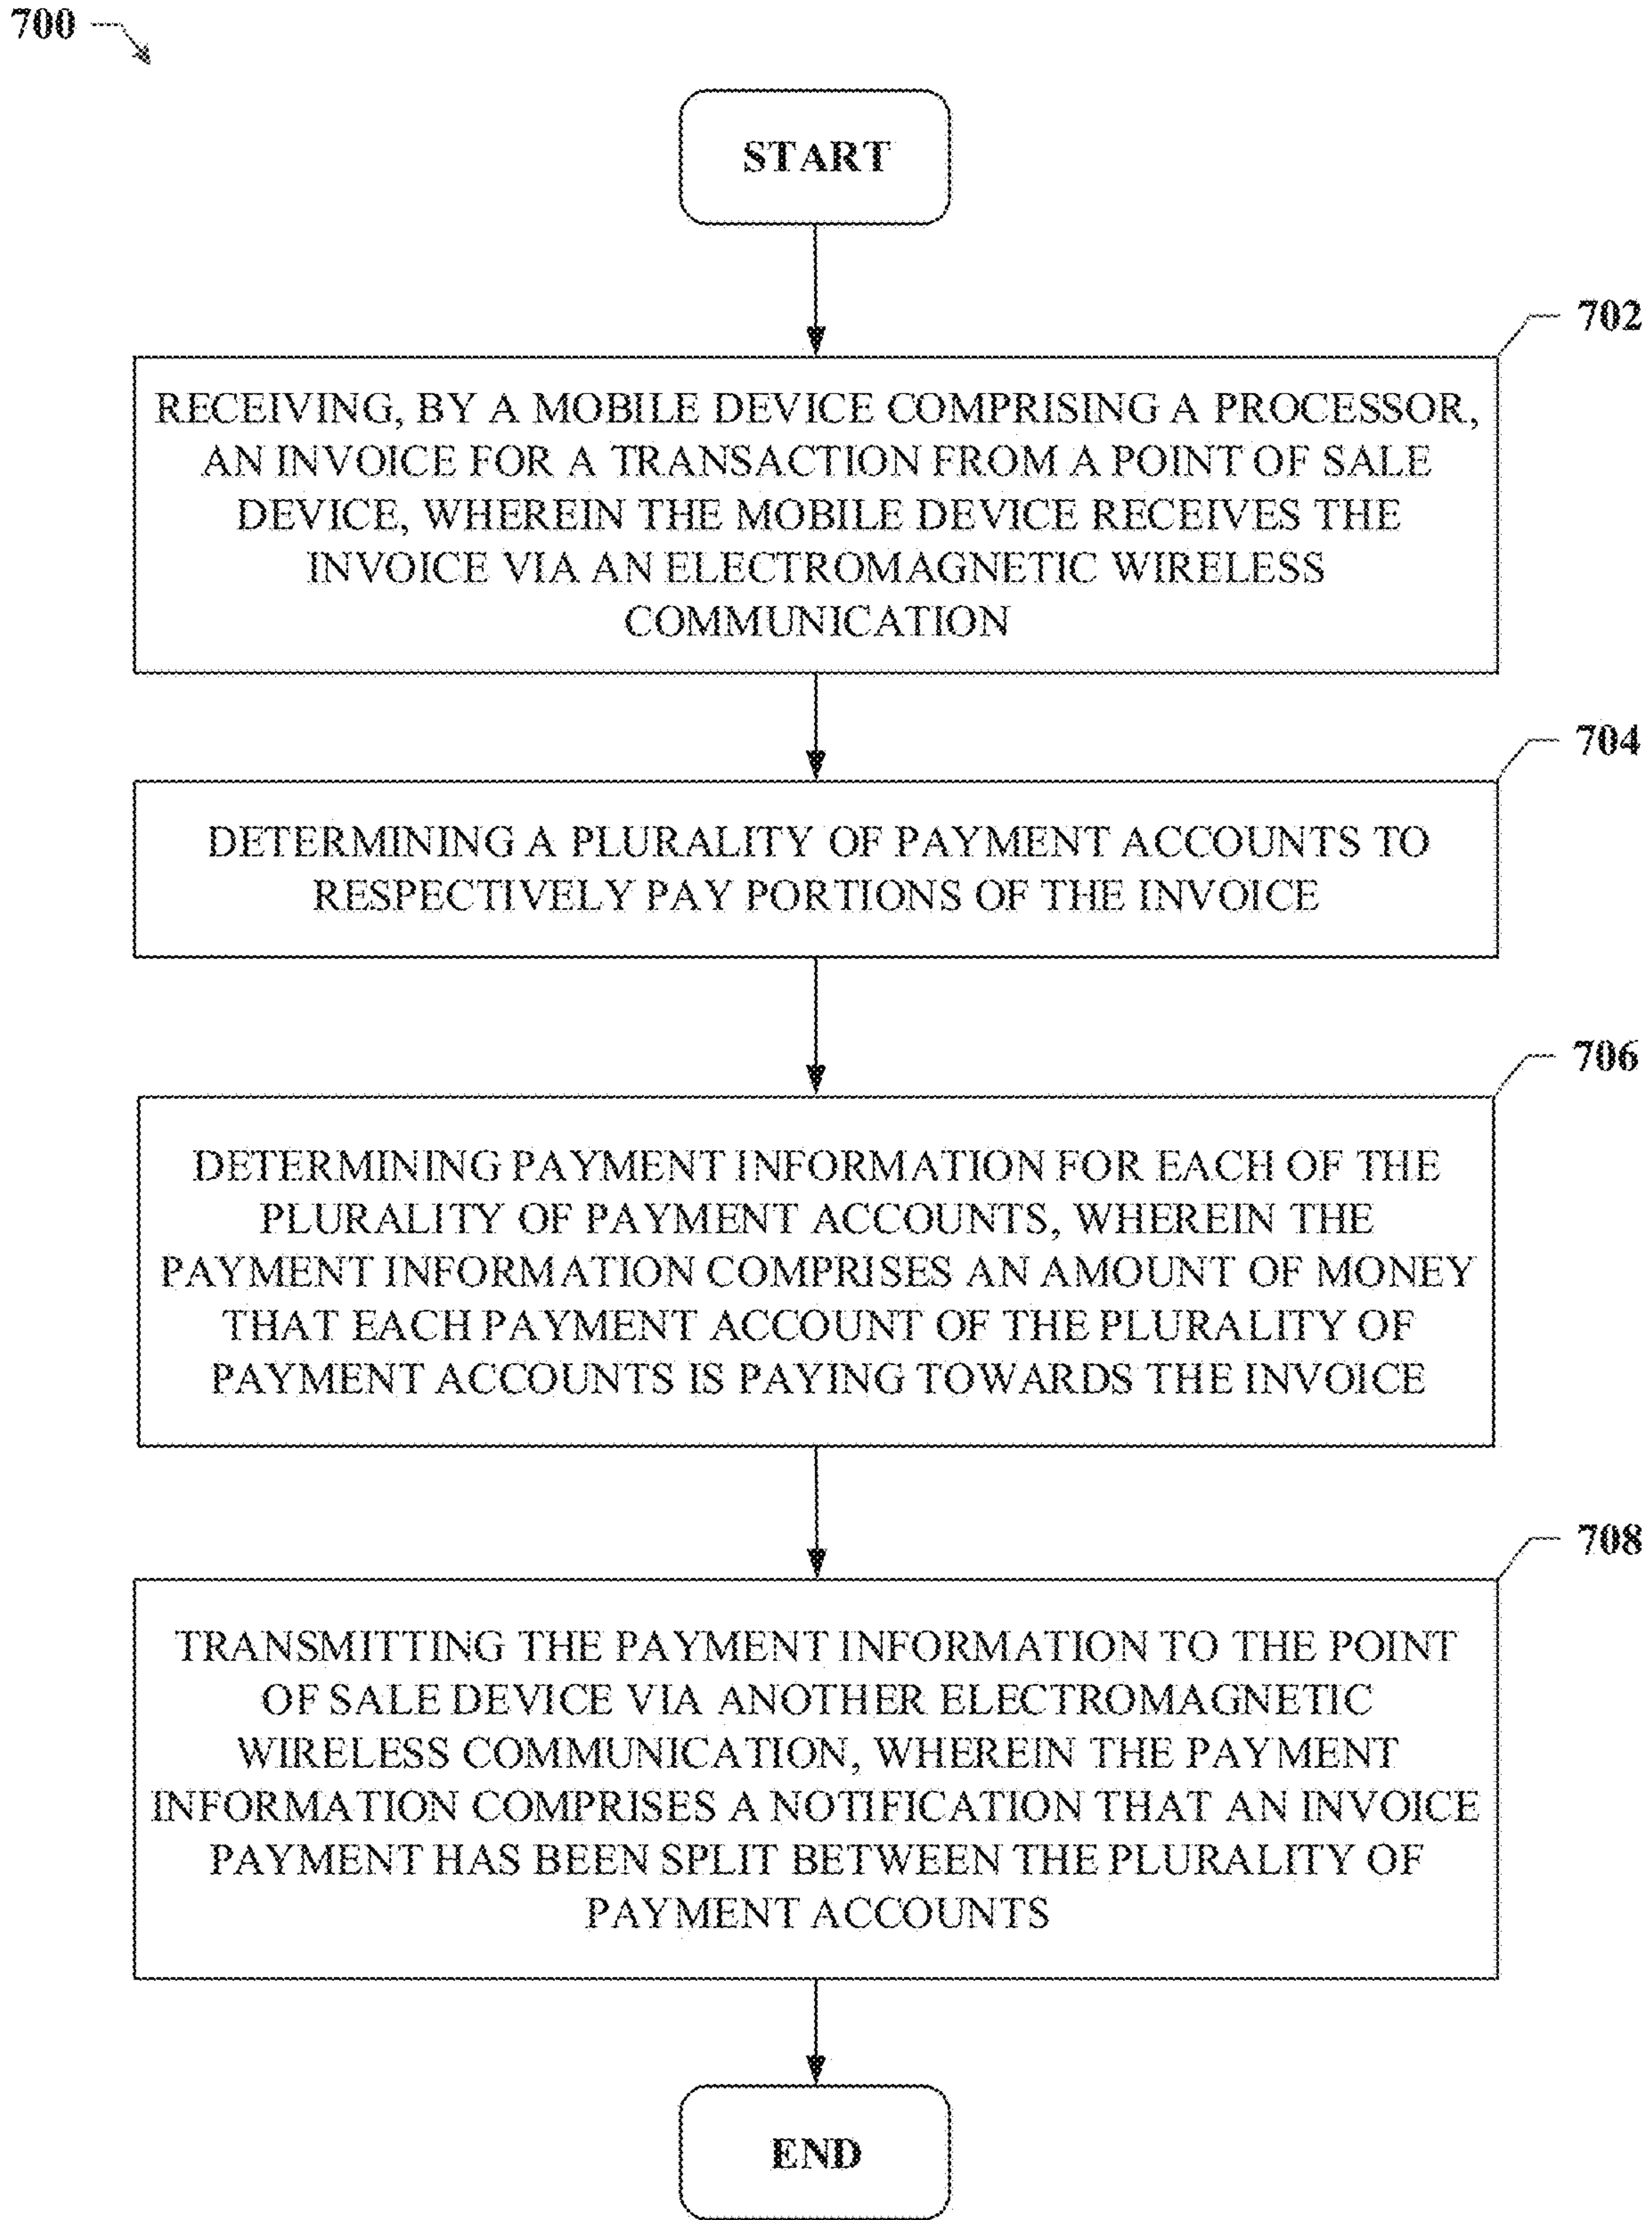 700
START
702
RECEIVING, BY A MOBILE DEVICE COMPRISING A PROCESSOR,
AN INVOICE FOR A TRANSACTION FROM A POINT OF SALE
DEVICE, WHEREIN THE MOBILE DEVICE RECEIVES THE
INVOICE VIA AN ELECTROMAGNETIC WIRELESS
COMMUNICATION
704
DETERMINING A PLURALITY OF PAYMENT ACCOUNTS TO
RESPECTIVELY PAY PORTIONS OF THE INVOICE
706
DETERMINING PAYMENT INFORMATION FOR EACH OF THE
PLURALITY OF PAYMENT ACCOUNTS, WHEREIN THE
PAYMENT INFORMATION COMPRISES AN AMOUNT OF MONEY
THAT EACH PAYMENT ACCOUNT OF THE PLURALITY OF
PAYMENT ACCOUNTS IS PAYING TOWARDS THE INVOICE
708
TRANSMITTING THE PAYMENT INFORMATION TO THE POINT
OF SALE DEVICE VIA ANOTHER ELECTROMAGNETIC
WIRELESS COMMUNICATION, WHEREIN THE PAYMENT
INFORMATION COMPRISES A NOTIFICATION THAT AN INVOICE
PAYMENT HAS BEEN SPLIT BETWEEN THE PLURALITY OF
PAYMENT ACCOUNTS
END